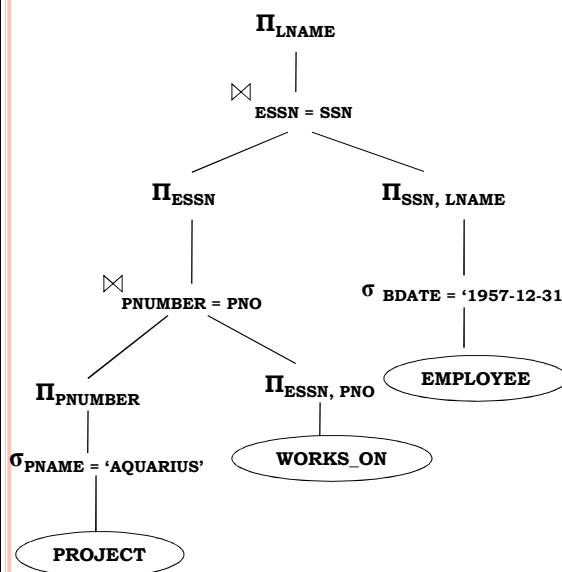 Π LNAME
⋈ ESSN = SSN
Π ESSN
Π SSN, LNAME
⋈ PNUMBER = PNO
σ BDATE = ‘1957-12-31
Π PNUMBER
Π ESSN, PNO
EMPLOYEE
σ PNAME = ‘AQUARIUS’
WORKS_ON
PROJECT